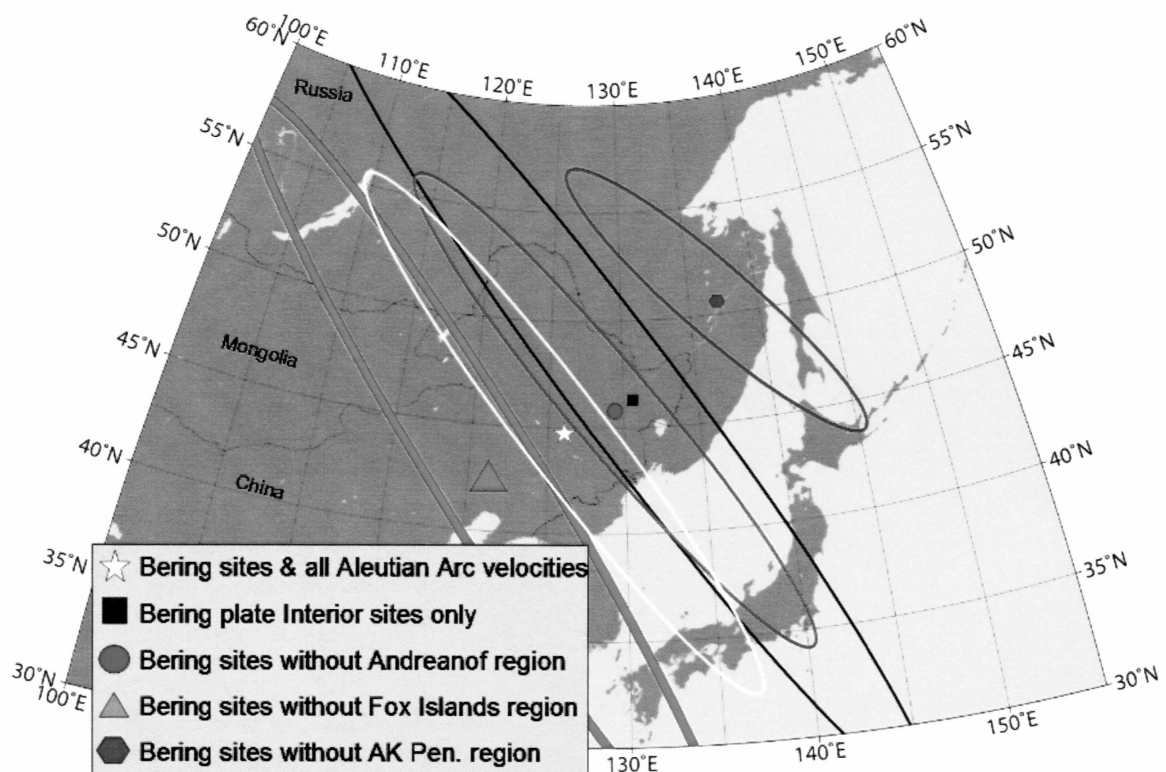 100˚E
60˚N
110˚E
120˚E
130˚E
140˚E
150˚E
60˚N
Russia
55˚N
55˚N
50˚N
50˚N
Mongolia
45˚N
45˚N
China
40˚N
40˚N
35˚N
35˚N
30˚N
100˚E
30˚N
130˚E
140˚E
150˚E
Bering sites & all Aleutian Arc velocities
Bering plate Interior sites only
Bering sites without Andreanof region
Bering sites without Fox Islands region
Bering sites without AK Pen. region